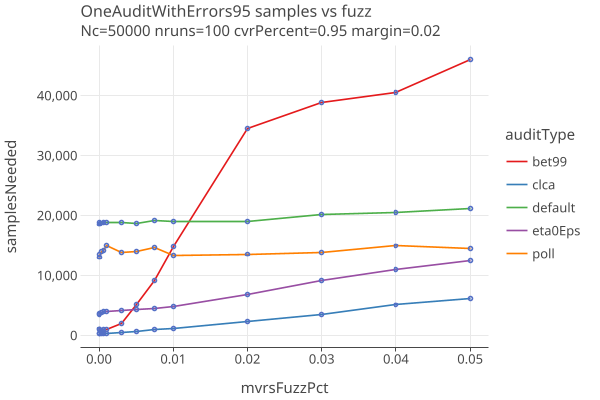 OneAuditWithErrors95 samples vs fuzz
Nc=50000 nruns=100 cvrPercent=0.95 margin=0.02
samplesNeeded
40,000
30,000
20,000
10,000
0
0.00
0.01
0.02
0.03
0.04
0.05
mvrsFuzzPct
auditType
bet99
clca
default
eta0Eps
poll